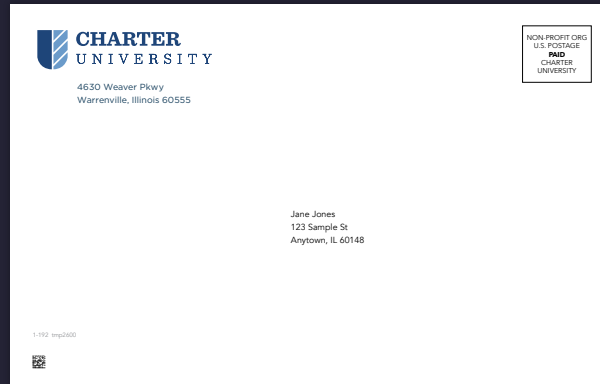 CHARTER
UNIVERSITY
4630 Weaver Pkwy
Warrenville, Illinois 60555
NON-PROFIT ORG
U.S. POSTAGE
PAID
CHARTER
UNIVERSITY
Jane Jones
123 Sample St
Anytown, IL 60148
1-192 tmp2600